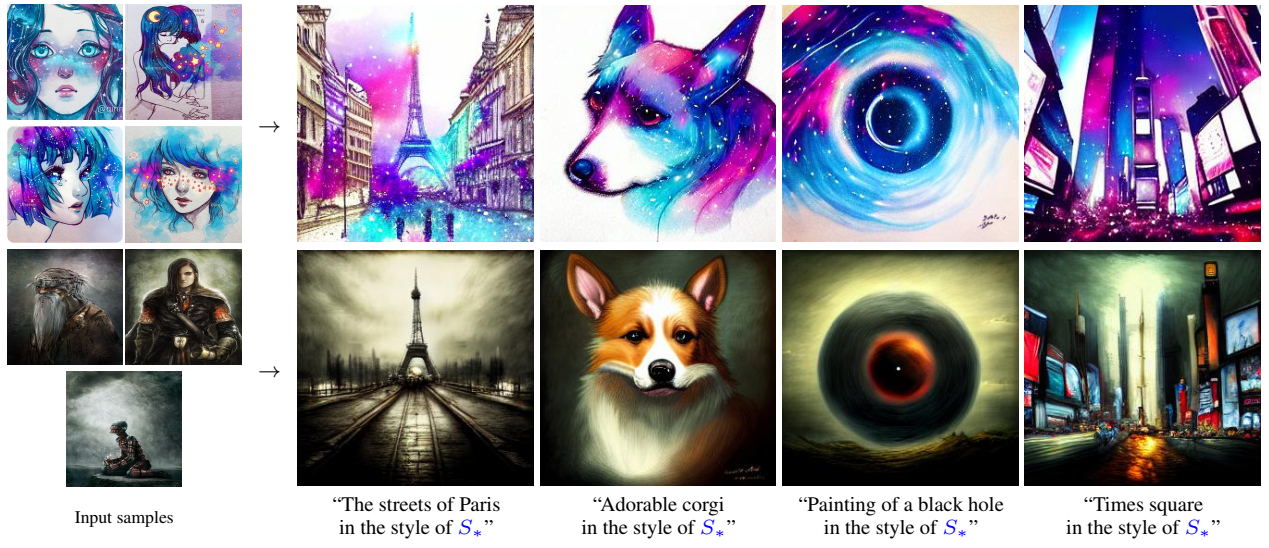 Input samples
→
→
“The streets of Paris
in the style of S*”
“Adorable corgi
in the style of S*”
“Painting of a black hole
in the style of S*”
“Times square
in the style of S*”